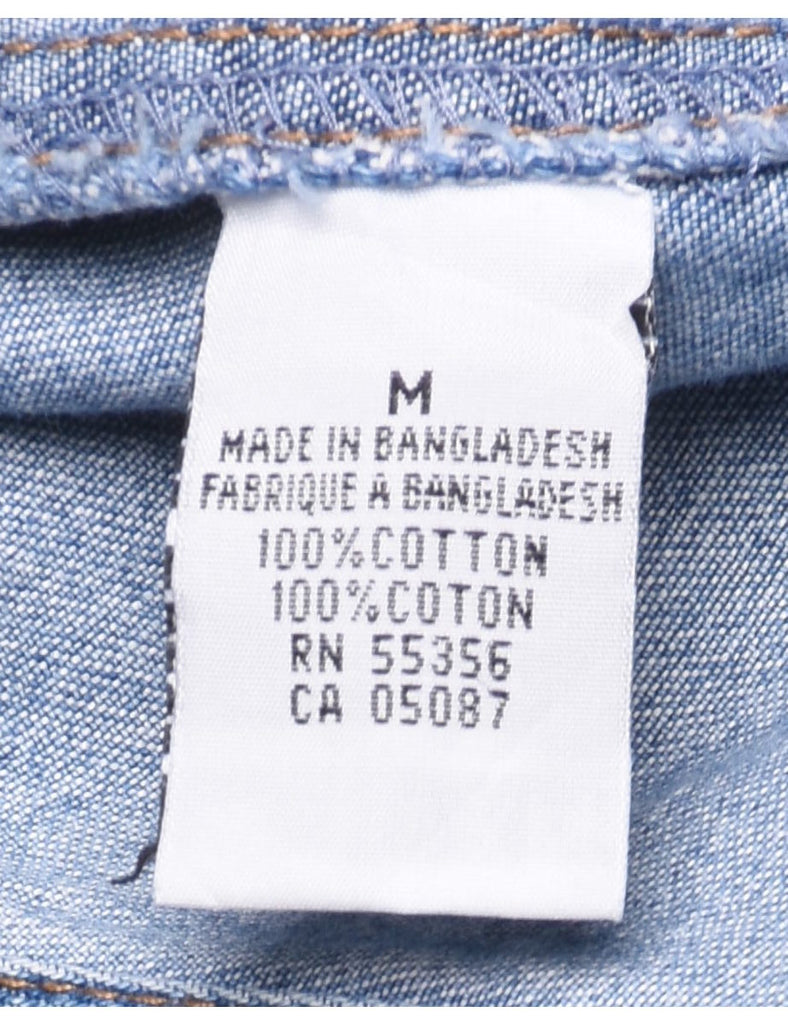 M
MADE IN BANGLADESH
FABRIQUE A BANGLADESH
100%COTTON
100%COTON
RN 55356
CA 05087